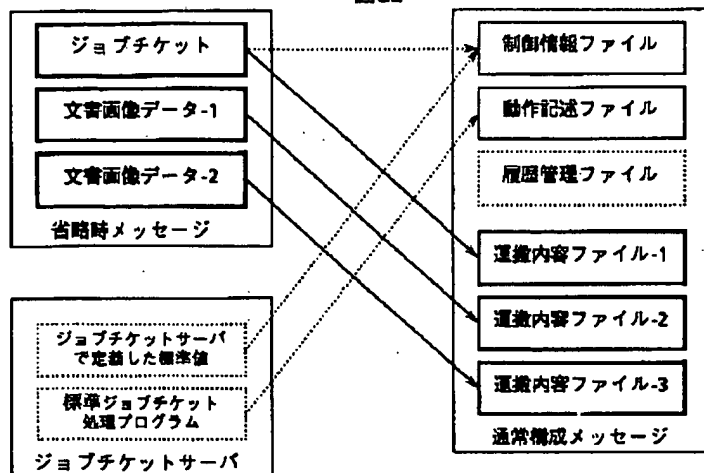 ジョブチケット
文書画像データ-1
文書画像データ-2
省略時メッセージ
ジョブチケットサーバ
で定義した標準値
標準ジョブチケット
処理プログラム
ジョブチケットサーバ
制御情報ファイル
動作記述ファイル
履歴管理ファイル
運搬内容ファイル-1
運搬内容ファイル-2
運搬内容ファイル-3
通常構成メッセージ